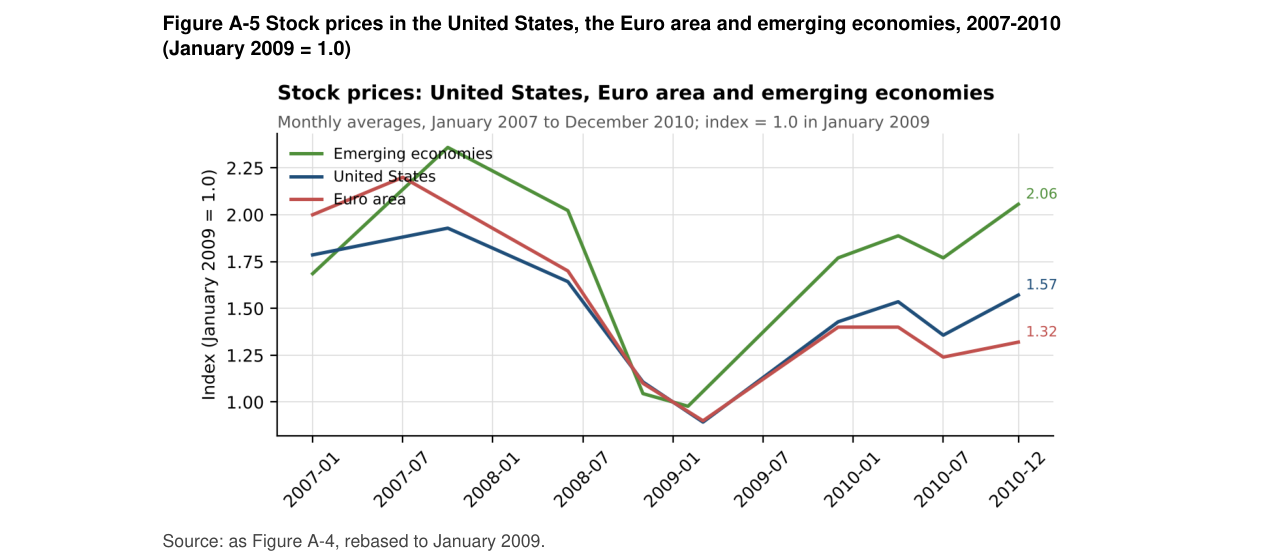 Figure A-5 Stock prices in the United States, the Euro area and emerging economies, 2007-2010
(January 2009 = 1.0)
Stock prices: United States, Euro area and emerging economies
Monthly averages, January 2007 to December 2010; index = 1.0 in January 2009
Emerging economies
United States
Euro area
Index (January 2009 = 1.0)
2.25
2.00
1.75
1.50
1.25
1.00
2.06
1.57
1.32
2007-01
2007-07
2008-01
2008-07
2009-01
2009-07
2010-01
2010-07
2010-12
Source: as Figure A-4, rebased to January 2009.